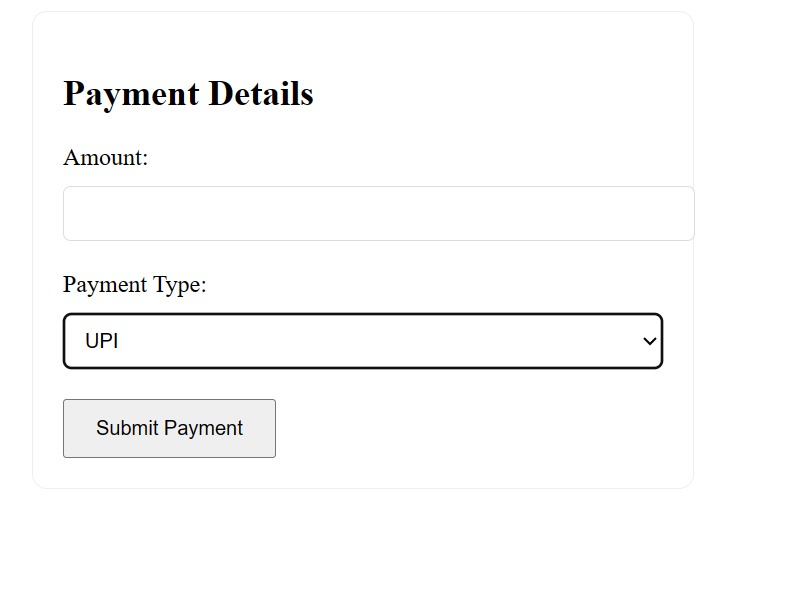 Payment Details
Amount:
Payment Type:
UPI
Submit Payment